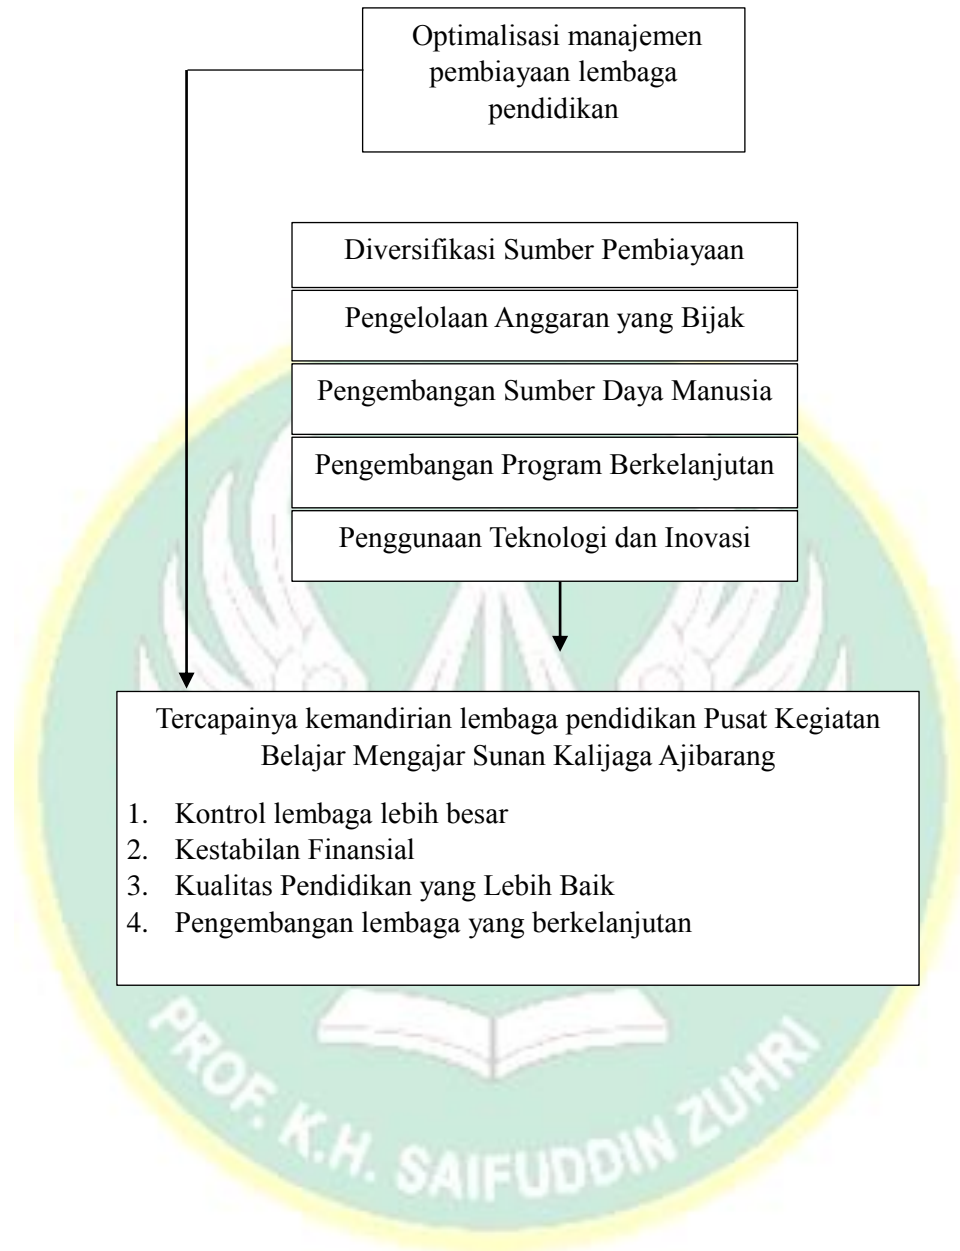 Optimalisasi manajemen
pembiayaan lembaga
pendidikan
Diversifikasi Sumber Pembiayaan
Pengelolaan Anggaran yang Bijak
Pengembangan Sumber Daya Manusia
Pengembangan Program Berkelanjutan
Penggunaan Teknologi dan Inovasi
Tercapainya kemandirian lembaga pendidikan Pusat Kegiatan
Belajar Mengajar Sunan Kalijaga Ajibarang
1. Kontrol lembaga lebih besar
2. Kestabilan Finansial
3. Kualitas Pendidikan yang Lebih Baik
4. Pengembangan lembaga yang berkelanjutan
PROF. K.H. SAIFUDDIN ZUHRI